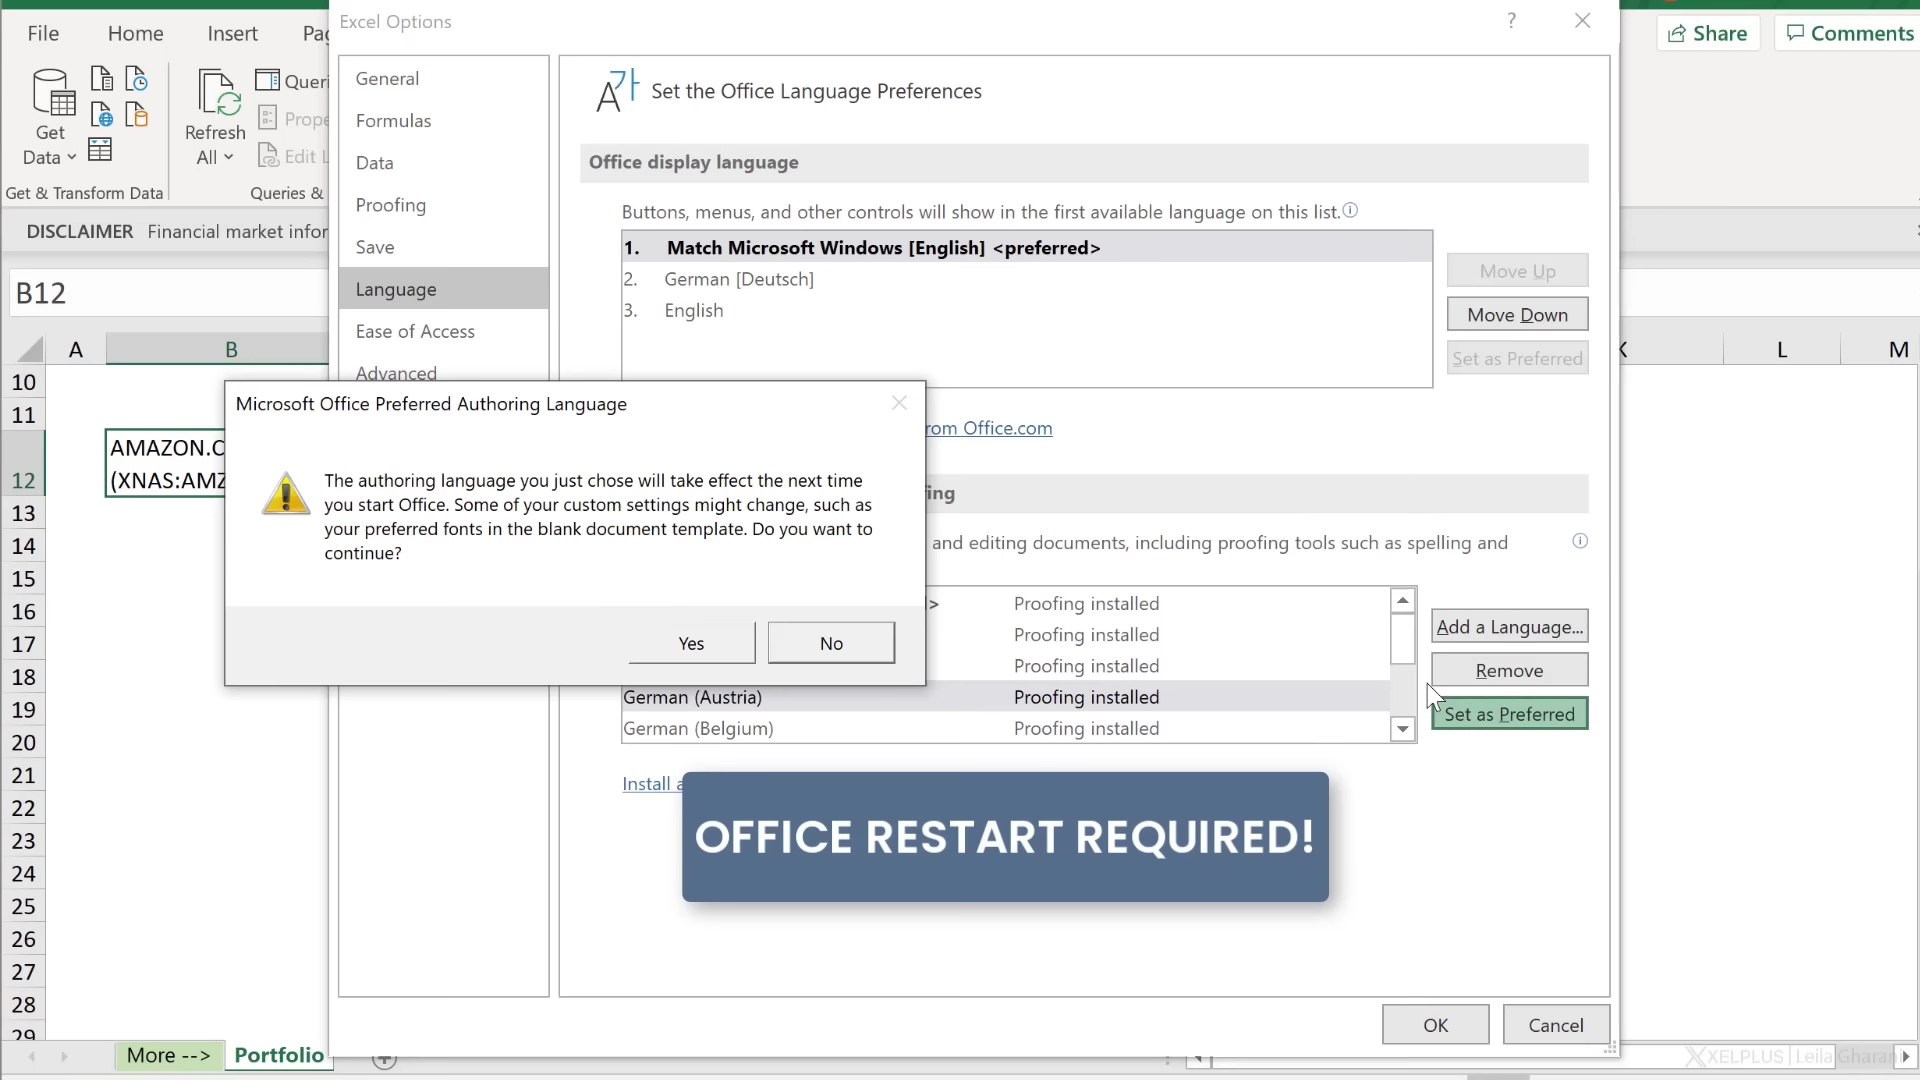 Excel Options
?
File
Home
Insert
Share
Comments
Get
Data
Refresh
All
Get & Transform Data
Queries &
General
Formulas
Data
Proofing
Save
Language
Ease of Access
Advanced
Set the Office Language Preferences
Office display language
Buttons, menus, and other controls will show in the first available language on this list.
1. Match Microsoft Windows [English] <preferred>
2. German [Deutsch]
3. English
Move Up
Move Down
Set as Preferred
DISCLAIMER Financial market infor
B12
A B K L M
10
11
12
13
14
15
16
17
18
19
20
21
22
23
24
25
26
27
28
29
AMAZON.C
(XNAS:AMZ
rom Office.com
Microsoft Office Preferred Authoring Language
The authoring language you just chose will take effect the next time
you start Office. Some of your custom settings might change, such as
your preferred fonts in the blank document template. Do you want to
continue?
Yes
No
fing
and editing documents, including proofing tools such as spelling and
> Proofing installed
Proofing installed
Proofing installed
German (Austria) Proofing installed
German (Belgium) Proofing installed
Add a Language...
Remove
Set as Preferred
Install a
OFFICE RESTART REQUIRED!
OK
Cancel
More -->
Portfolio
XELPLUS | Leila Gharani